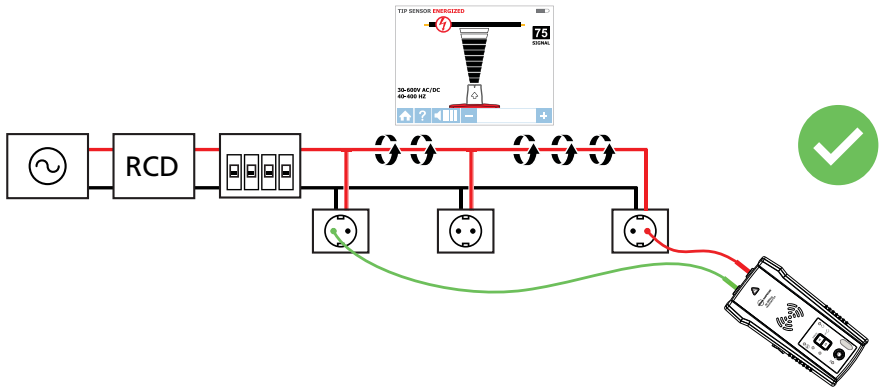 TIP SENSOR ENERGIZED
75
SIGNAL
30-600V AC/DC
40-400 HZ
?
RCD